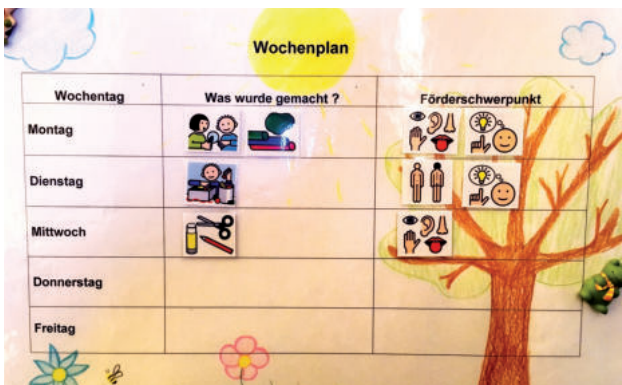 Wochenplan
Wochentag Was wurde gemacht ? Förderschwerpunkt
Montag
Dienstag
Mittwoch
Donnerstag
Freitag